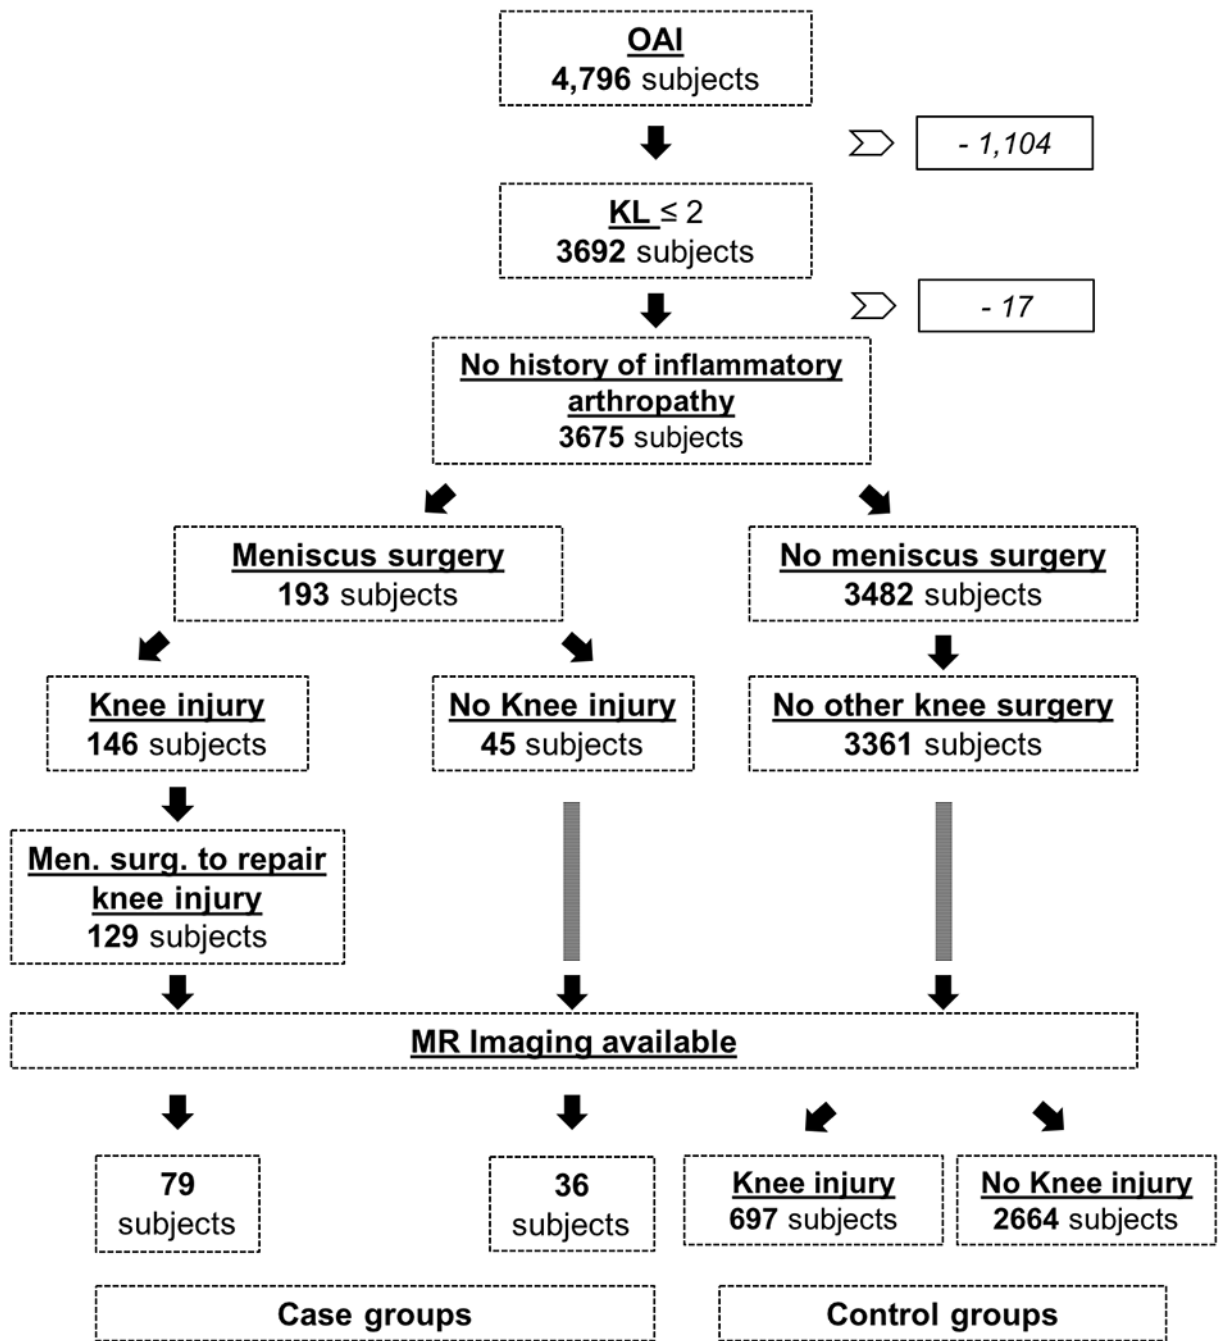 OAI
4,796 subjects
- 1,104
KL ≤ 2
3692 subjects
- 17
No history of inflammatory
arthropathy
3675 subjects
Meniscus surgery
193 subjects
No meniscus surgery
3482 subjects
Knee injury
146 subjects
No Knee injury
45 subjects
No other knee surgery
3361 subjects
Men. surg. to repair
knee injury
129 subjects
MR Imaging available
79
subjects
36
subjects
Knee injury
697 subjects
No Knee injury
2664 subjects
Case groups
Control groups